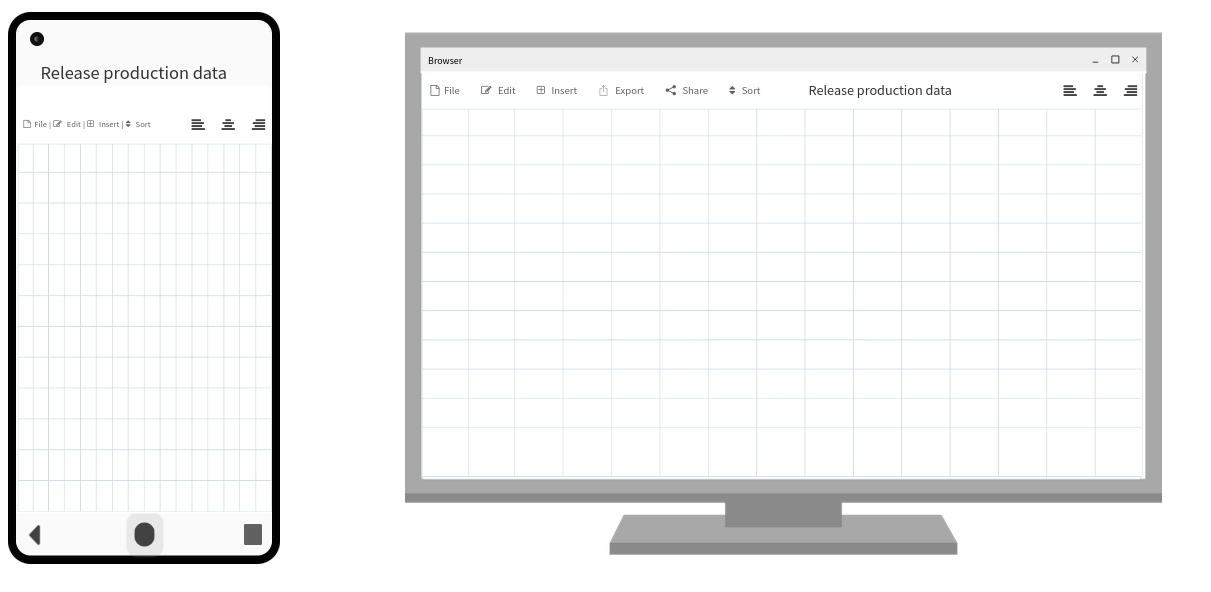 Release production data
File | Edit | Insert | Sort
Browser
File Edit Insert Export Share Sort Release production data